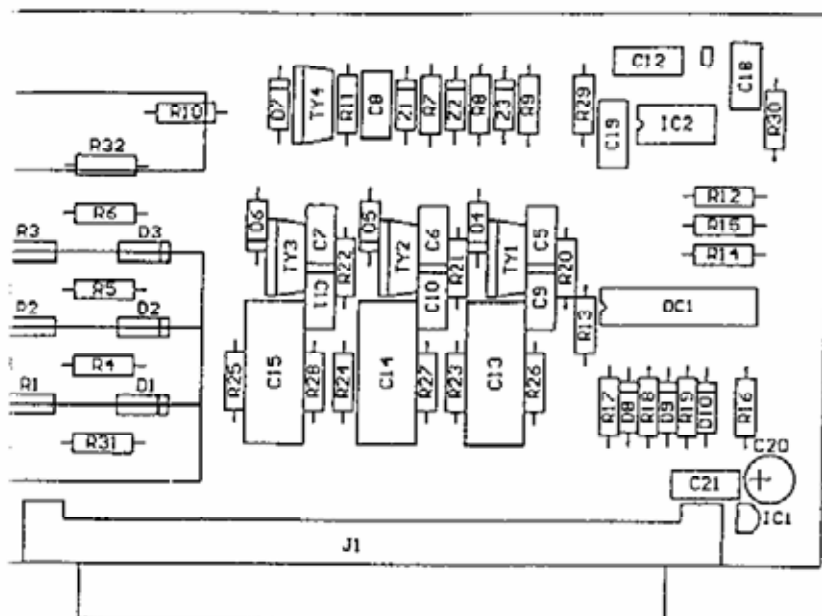 D7
TY4
R11
C8
Z1
R7
Z2
R8
Z3
R9
R29
C12
C18
R30
C19
IC2
R10
R32
R6
R3
D3
R5
R2
D2
R4
R1
D1
R31
D6
TY3
C7
R22
C11
D5
TY2
C6
R21
C10
D4
TY1
C5
R20
C9
R12
R15
R14
R13
OC1
R25
C15
R28
R24
C14
R27
R23
C13
R26
R17
D8
R18
D9
R19
D10
R16
C20
C21
IC1
J1